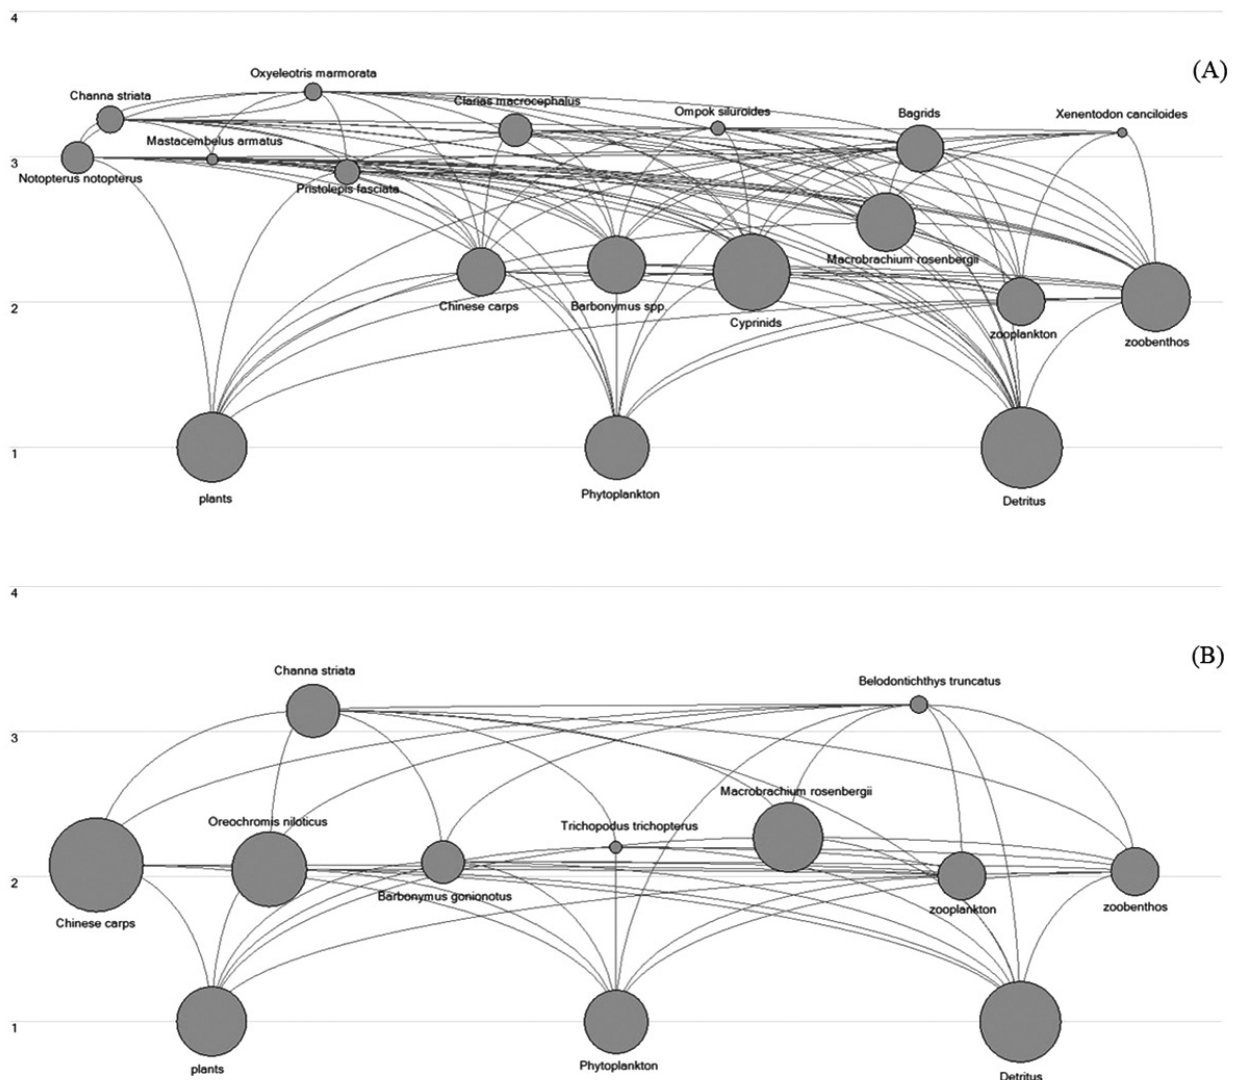 4
(A)
Oxyeleotris marmorata
Channa striata
Clarias macrocephalus
Ompok siluroides
Bagrids
Xenentodon canciloides
Mastacembelus armatus
3
Notopterus notopterus
Pristolepis fasciata
Macrobrachium rosenbergii
Chinese carps
Barbonymus spp.
2
Cyprinids
zooplankton
zoobenthos
1
plants
Phytoplankton
Detritus
4
(B)
Channa striata
Belodontichthys truncatus
3
Macrobrachium rosenbergii
Oreochromis niloticus
Trichopodus trichopterus
2
Barbonymus gonionotus
Chinese carps
zooplankton
zoobenthos
1
plants
Phytoplankton
Detritus